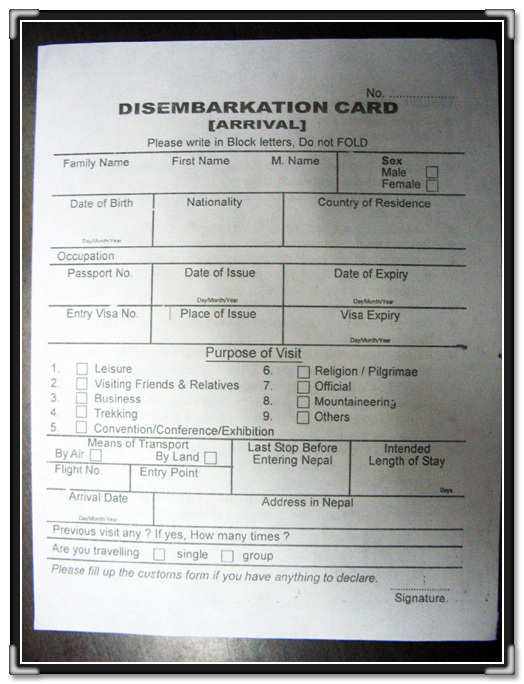 No. ....................
DISEMBARKATION CARD
[ARRIVAL]
Please write in Block letters, Do not FOLD
Family Name First Name M. Name Sex
Male
Female
Date of Birth Nationality Country of Residence
Day/Month/Year
Occupation
Passport No. Date of Issue Date of Expiry
Day/Month/Year Day/Month/Year
Entry Visa No. Place of Issue Visa Expiry
Day/Month/Year
Purpose of Visit
1. Leisure 6. Religion / Pilgrimae
2. Visiting Friends & Relatives 7. Official
3. Business 8. Mountaineering
4. Trekking 9. Others
5. Convention/Conference/Exhibition
Means of Transport Last Stop Before Intended
By Air By Land Entering Nepal Length of Stay
Flight No. Entry Point Days
Arrival Date Address in Nepal
Day/Month/Year
Previous visit any ? If yes, How many times ?
Are you travelling single group
Please fill up the customs form if you have anything to declare.
....................
Signature.